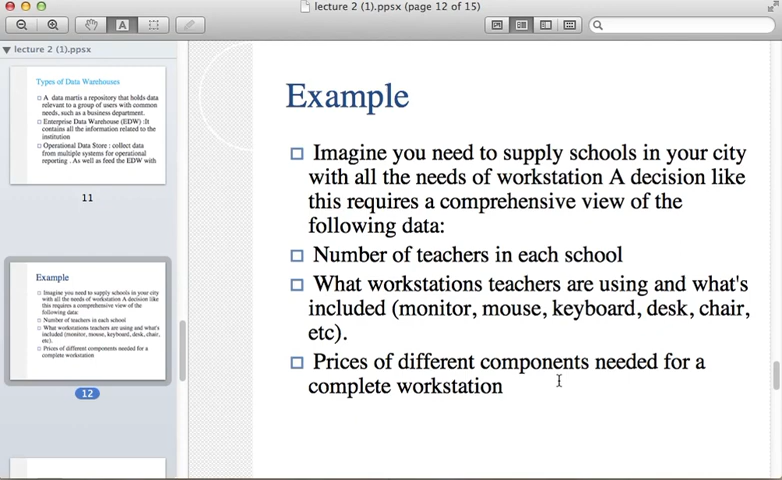 lecture 2 (1).ppsx (page 12 of 15)
lecture 2 (1).ppsx
Types of Data Warehouses
A data martis a repository that holds data
relevant to a group of users with common
needs, such as a business department.
Enterprise Data Warehouse (EDW) :It
contains all the information related to the
institution
Operational Data Store : collect data
from multiple systems for operational
reporting . As well as feed the EDW with
11
Example
Imagine you need to supply schools in your city
with all the needs of workstation A decision like
this requires a comprehensive view of the
following data:
Number of teachers in each school
What workstations teachers are using and what's
included (monitor, mouse, keyboard, desk, chair,
etc).
Prices of different components needed for a
complete workstation
12
Example
Imagine you need to supply schools in your city
with all the needs of workstation A decision like
this requires a comprehensive view of the
following data:
Number of teachers in each school
What workstations teachers are using and what's
included (monitor, mouse, keyboard, desk, chair,
etc).
Prices of different components needed for a
complete workstation